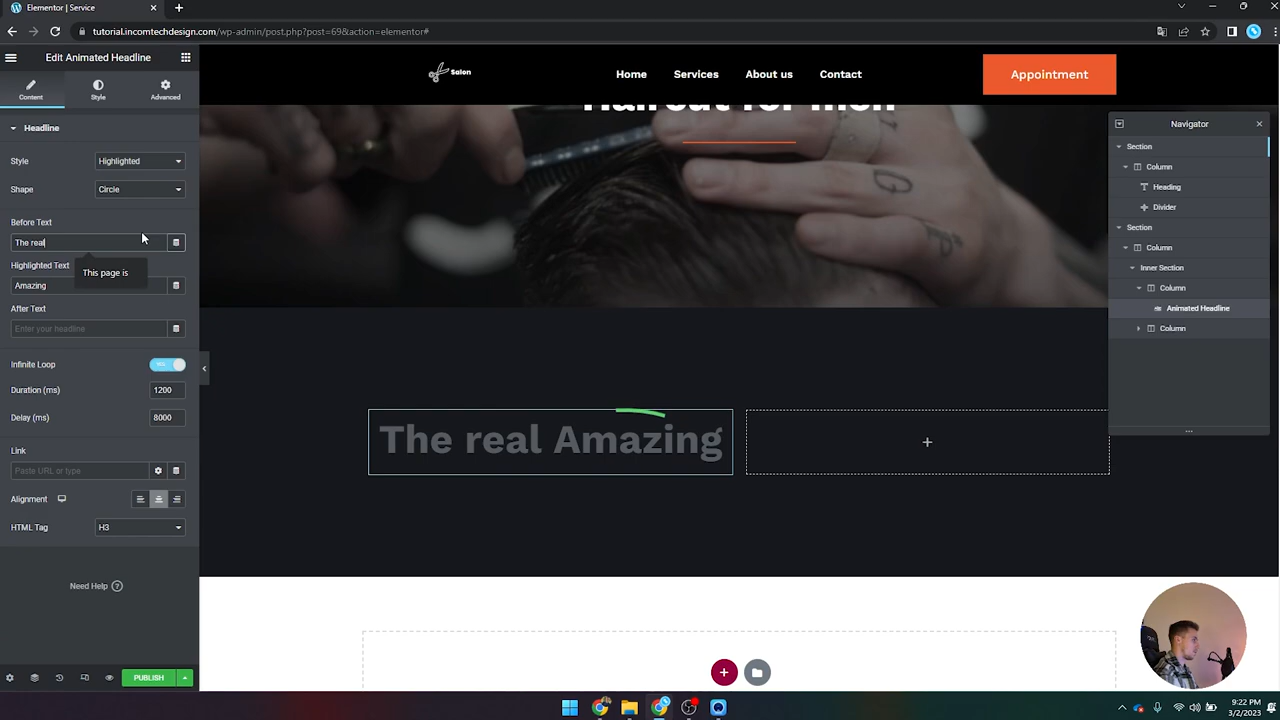 Elementor | Service
tutorial.incomtechdesign.com/wp-admin/post.php?post=69&action=elementor#
Edit Animated Headline
Content
Style
Advanced
Headline
Style
Highlighted
Shape
Circle
Before Text
The real
This page is
Highlighted Text
Amazing
After Text
Enter your headline
Infinite Loop
YES
Duration (ms)
1200
Delay (ms)
8000
Link
Paste URL or type
Alignment
HTML Tag
H3
Need Help
PUBLISH
Salon
Home
Services
About us
Contact
Appointment
Haircut for men
The real Amazing
Navigator
Section
Column
Heading
Divider
Section
Column
Inner Section
Column
Animated Headline
Column
9:22 PM
3/2/2023